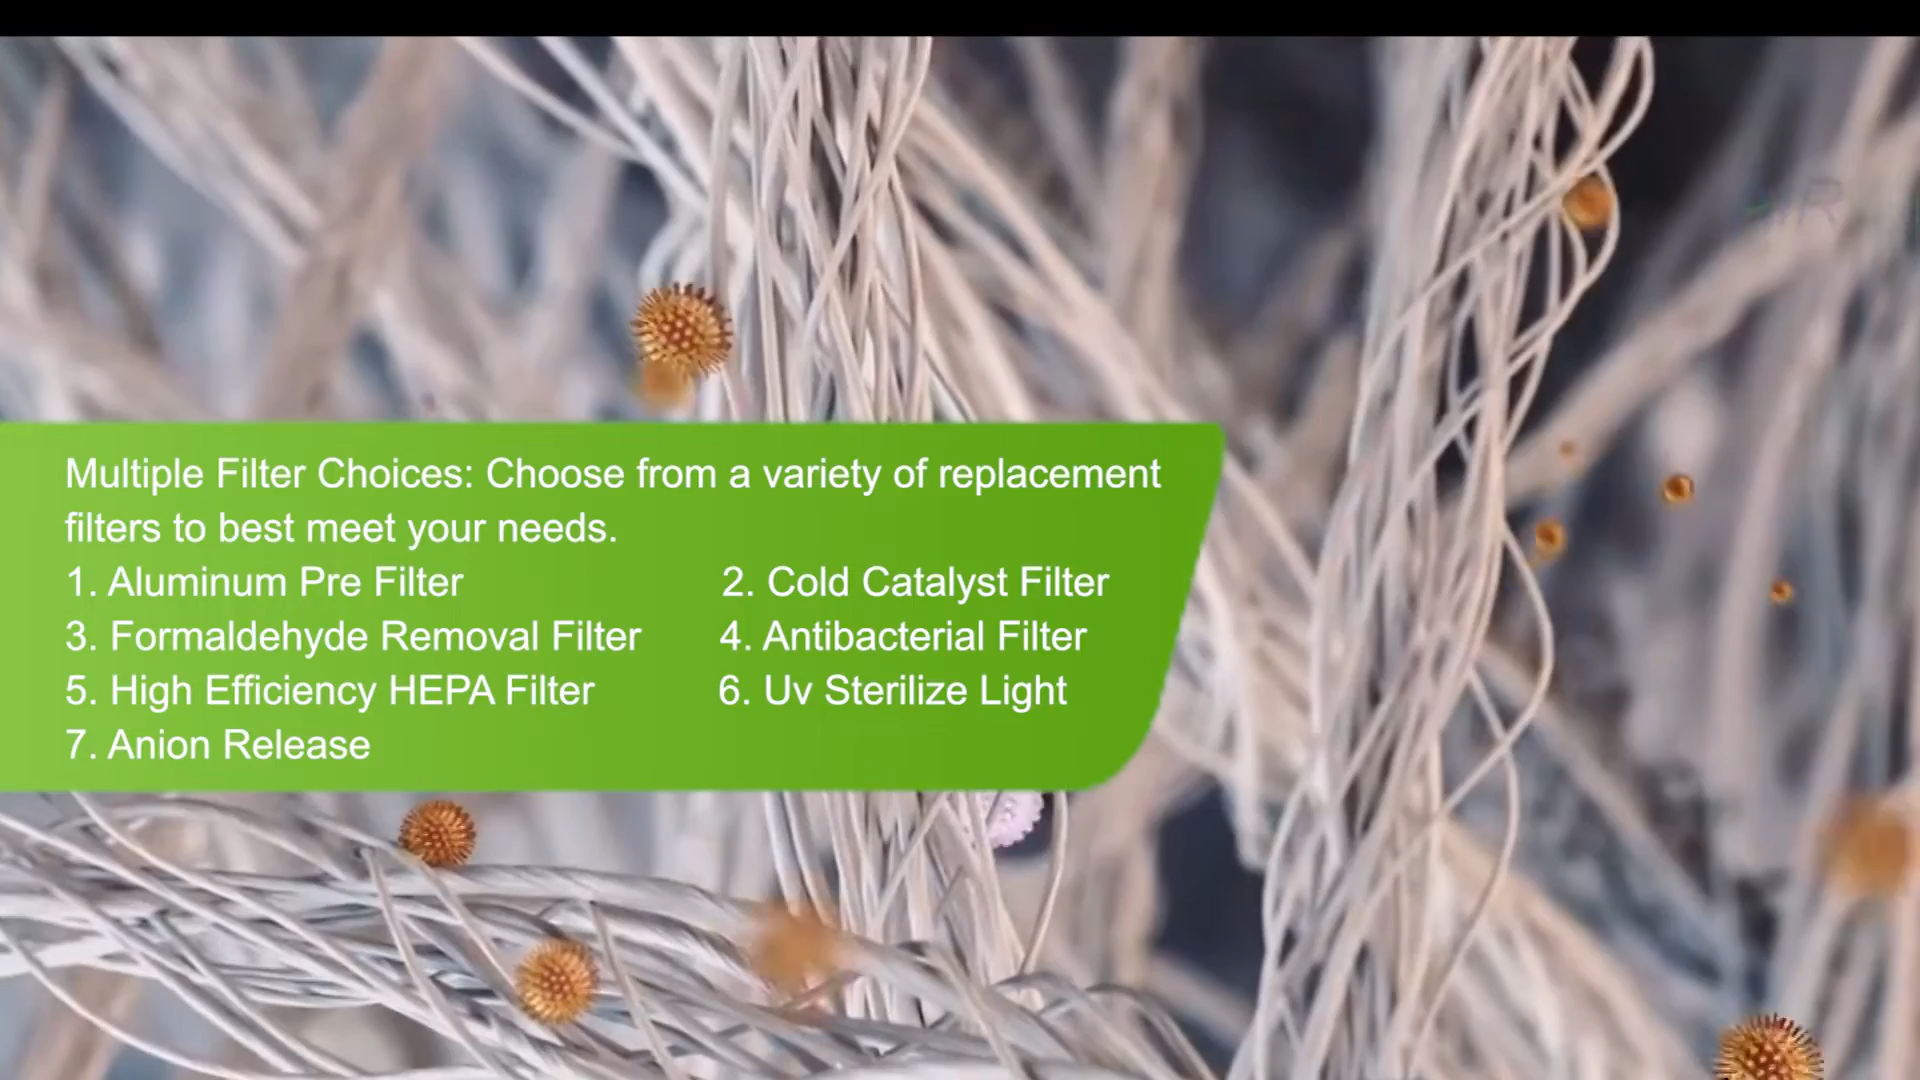 Multiple Filter Choices: Choose from a variety of replacement
filters to best meet your needs.
1. Aluminum Pre Filter 2. Cold Catalyst Filter
3. Formaldehyde Removal Filter 4. Antibacterial Filter
5. High Efficiency HEPA Filter 6. Uv Sterilize Light
7. Anion Release